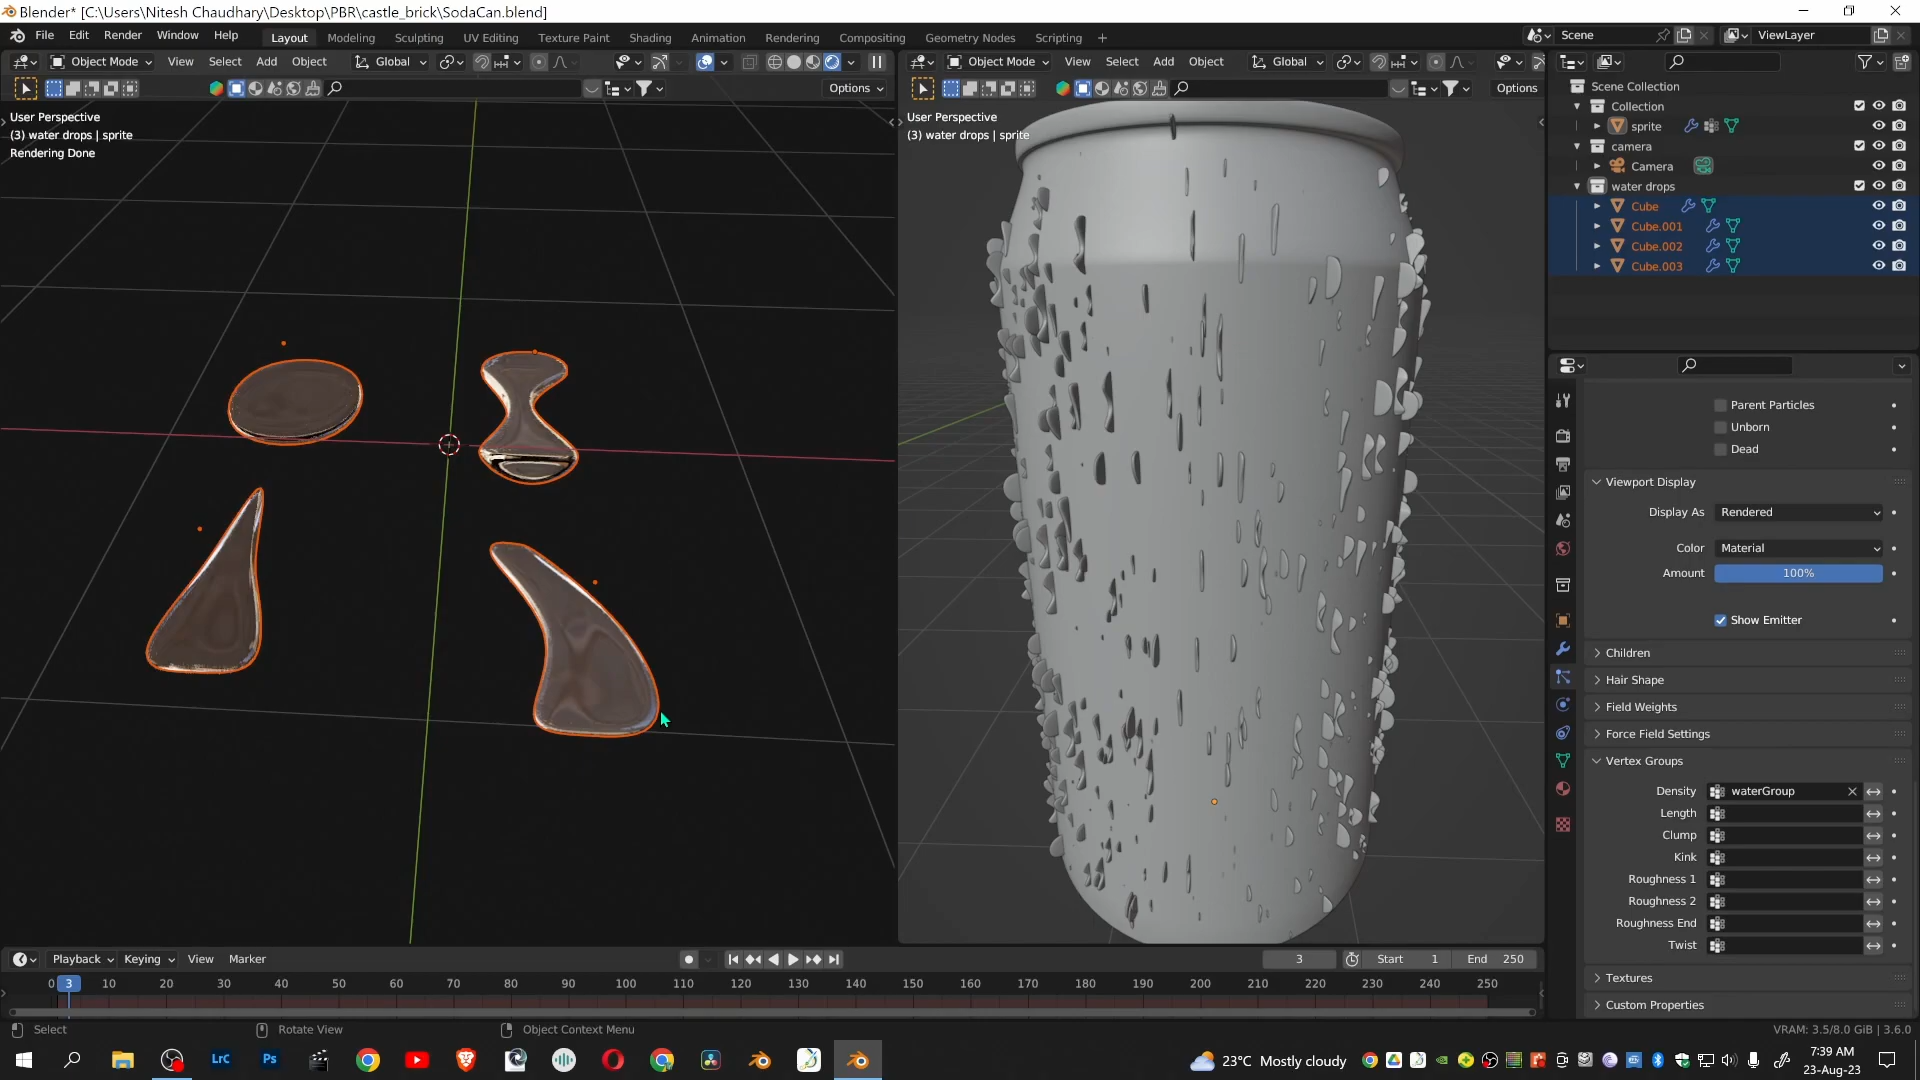 Blender* [C:\Users\Nitesh Chaudhary\Desktop\PBR\castle_brick\SodaCan.blend]
File Edit Render Window Help Layout Modeling Sculpting UV Editing Texture Paint Shading Animation Rendering Compositing Geometry Nodes Scripting + Scene ViewLayer
Object Mode View Select Add Object Global Object Mode View Select Add Object Global
Options Options
User Perspective
(3) water drops | sprite
Rendering Done
User Perspective
(3) water drops | sprite
Scene Collection
Collection
sprite
camera
Camera
water drops
Cube
Cube.001
Cube.002
Cube.003
Parent Particles
Unborn
Dead
Viewport Display
Display As Rendered
Color Material
Amount 100%
Show Emitter
Children
Hair Shape
Field Weights
Force Field Settings
Vertex Groups
Density waterGroup
Length
Clump
Kink
Roughness 1
Roughness 2
Roughness End
Twist
Textures
Custom Properties
Playback Keying View Marker 3 Start 1 End 250
0 3 10 20 30 40 50 60 70 80 90 100 110 120 130 140 150 160 170 180 190 200 210 220 230 240 250
Select Rotate View Object Context Menu VRAM: 3.5/8.0 GiB | 3.6.0
LrC Ps 23°C Mostly cloudy 7:39 AM
23-Aug-23